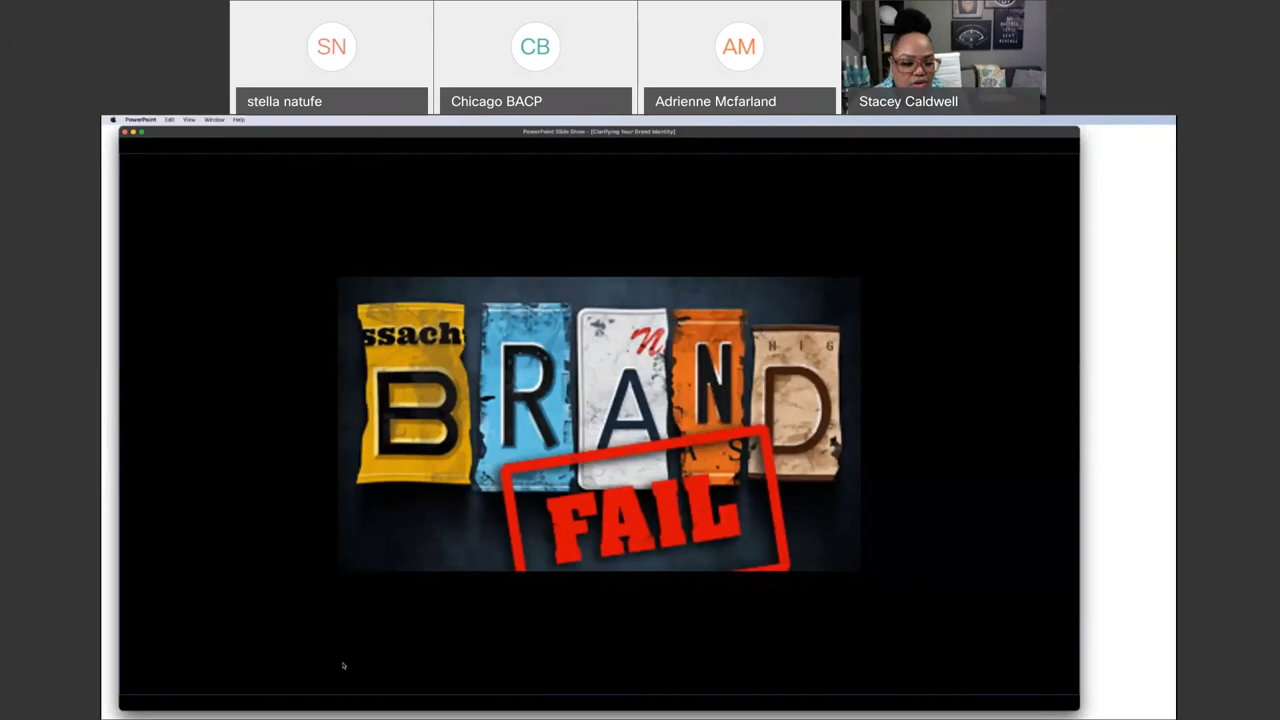 SN
CB
AM
stella natufe
Chicago BACP
Adrienne Mcfarland
Stacey Caldwell
PowerPoint Edit View Window Help
PowerPoint Slide Show - [Clarifying Your Brand Identity]
ssach
N
H I G
BRAND
S
FAIL